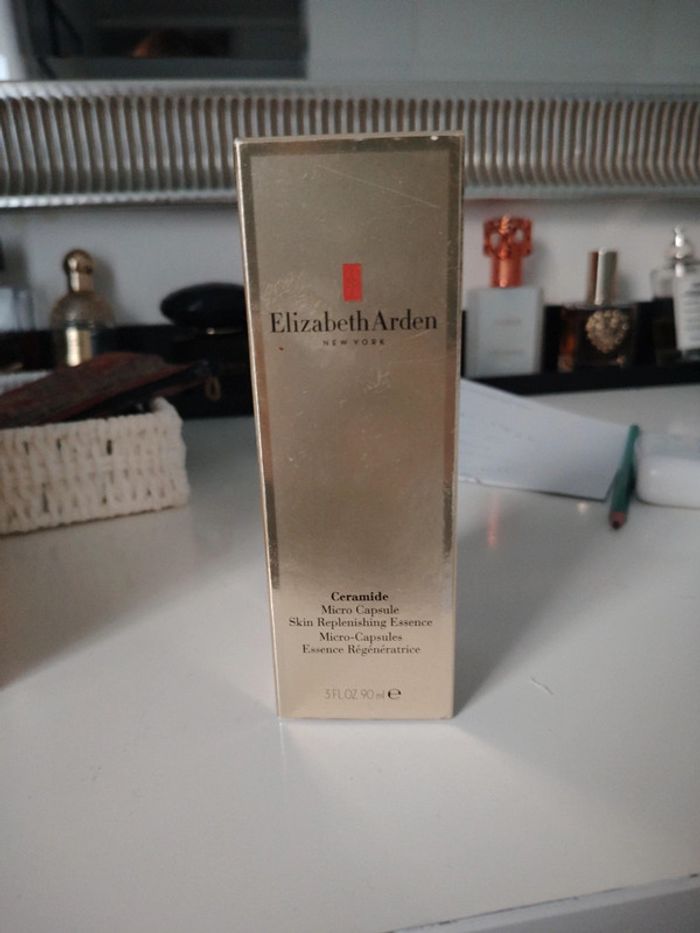 Elizabeth Arden
NEW YORK
Ceramide
Micro Capsule
Skin Replenishing Essence
Micro-Capsules
Essence Régénératrice
3 FL.OZ 90 ml ℮